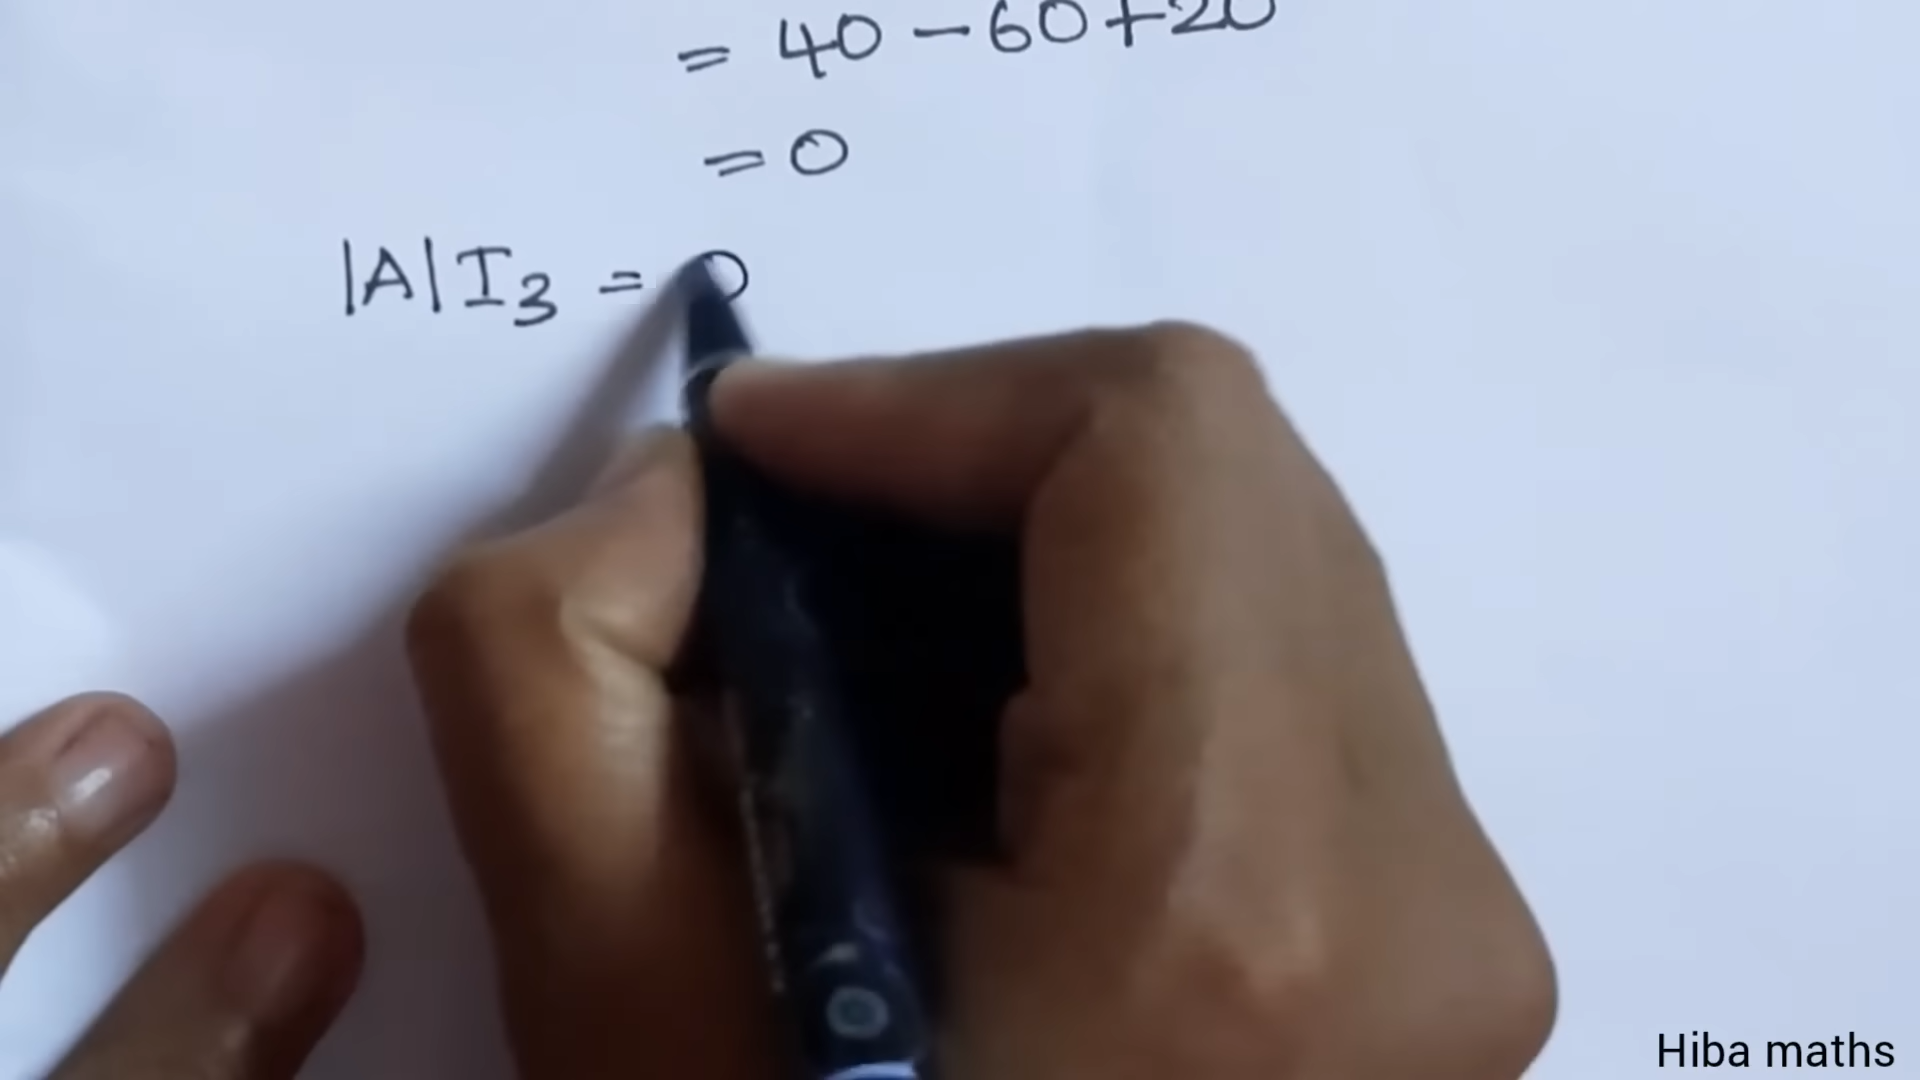 = 40 - 60 + 20
= 0
|A| I₃ = 0
Hiba maths